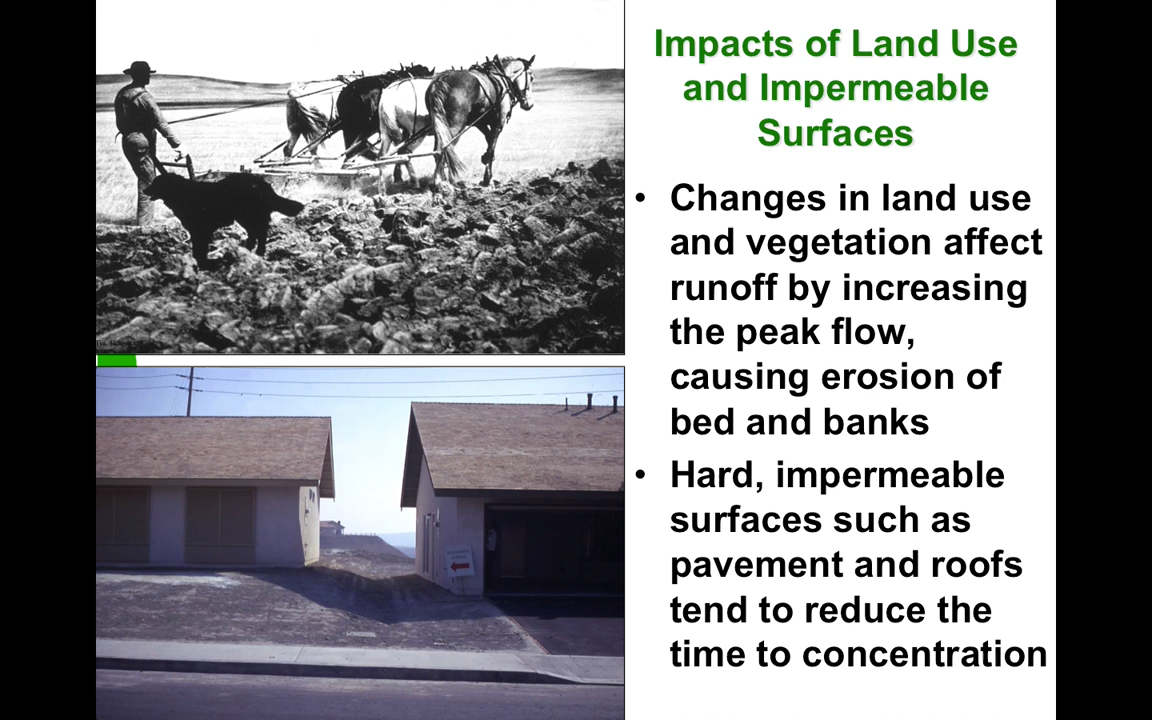 Impacts of Land Use
and Impermeable
Surfaces
• Changes in land use
and vegetation affect
runoff by increasing
the peak flow,
causing erosion of
bed and banks
• Hard, impermeable
surfaces such as
pavement and roofs
tend to reduce the
time to concentration